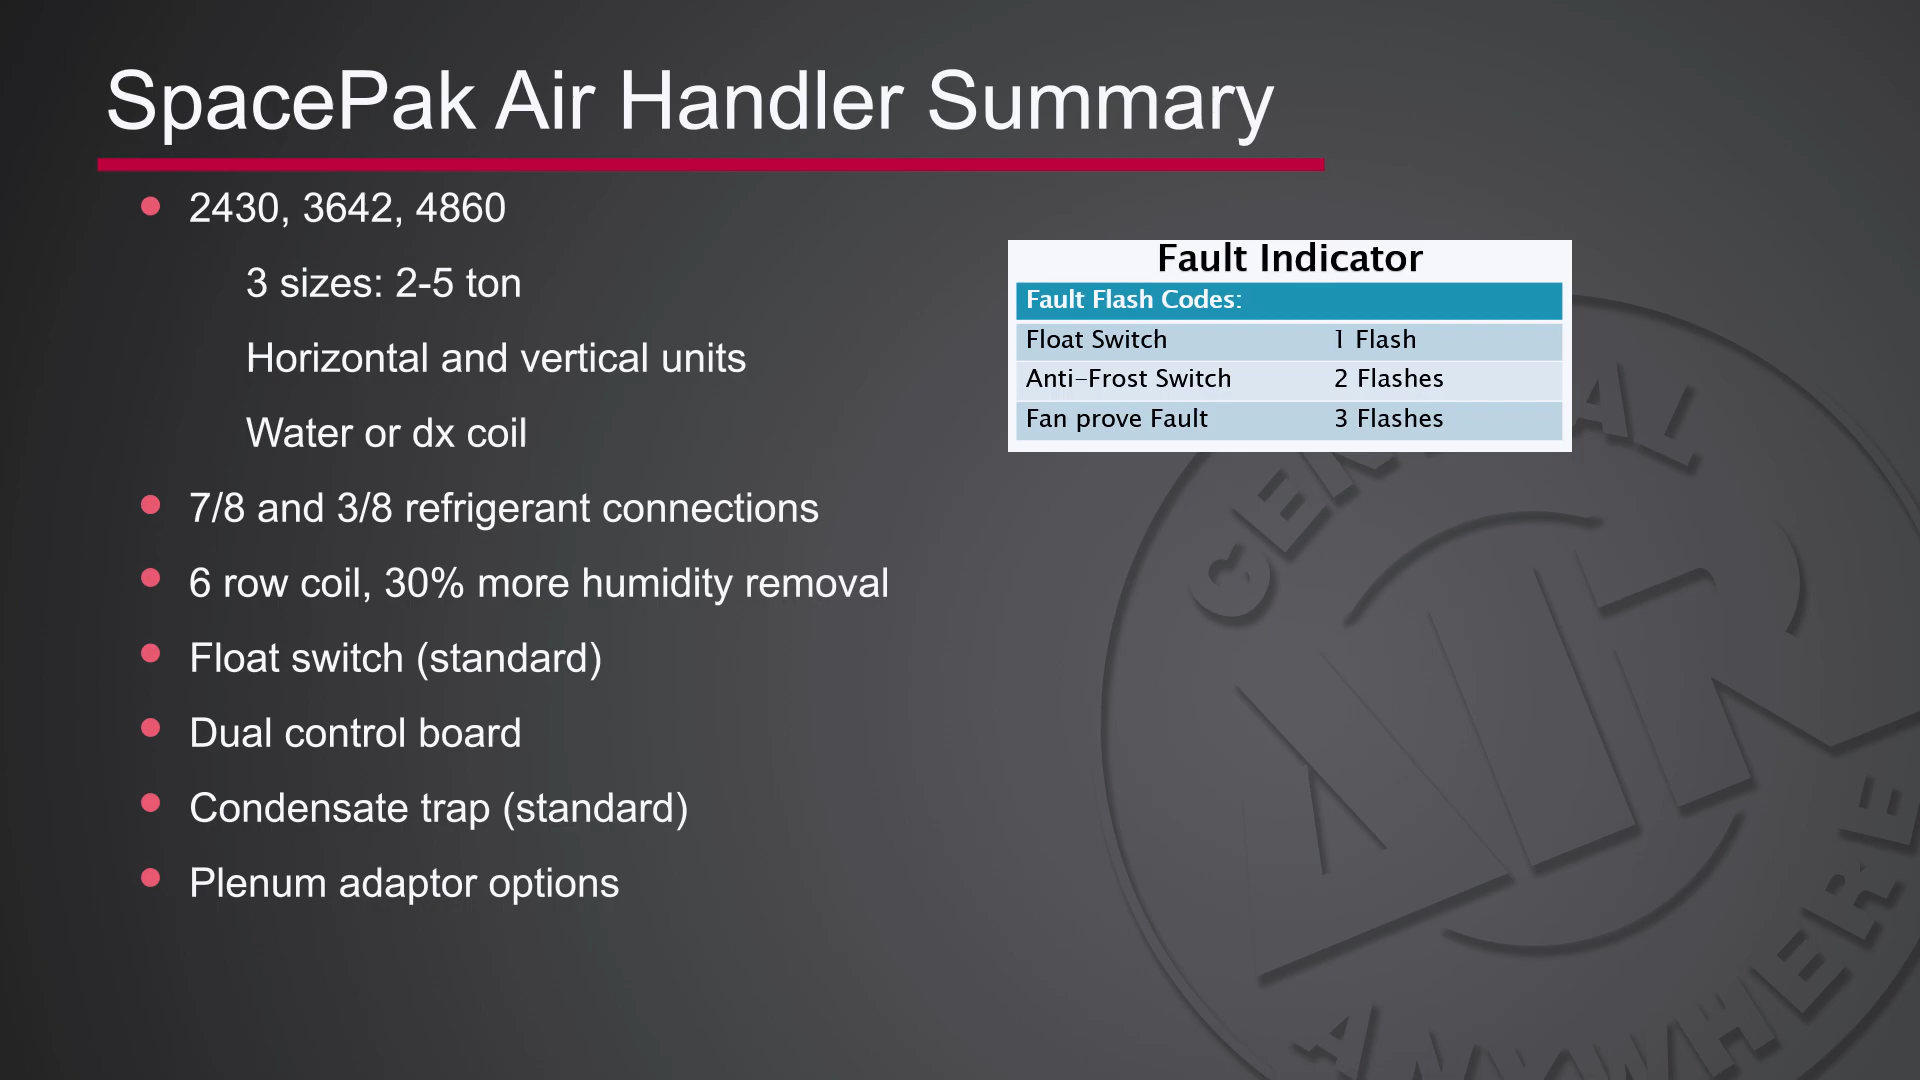 SpacePak Air Handler Summary
2430, 3642, 4860
3 sizes: 2-5 ton
Horizontal and vertical units
Water or dx coil
7/8 and 3/8 refrigerant connections
6 row coil, 30% more humidity removal
Float switch (standard)
Dual control board
Condensate trap (standard)
Plenum adaptor options
Fault Indicator
Fault Flash Codes:
Float Switch 1 Flash
Anti-Frost Switch 2 Flashes
Fan prove Fault 3 Flashes
CENTRAL
AIR
ANYWHERE